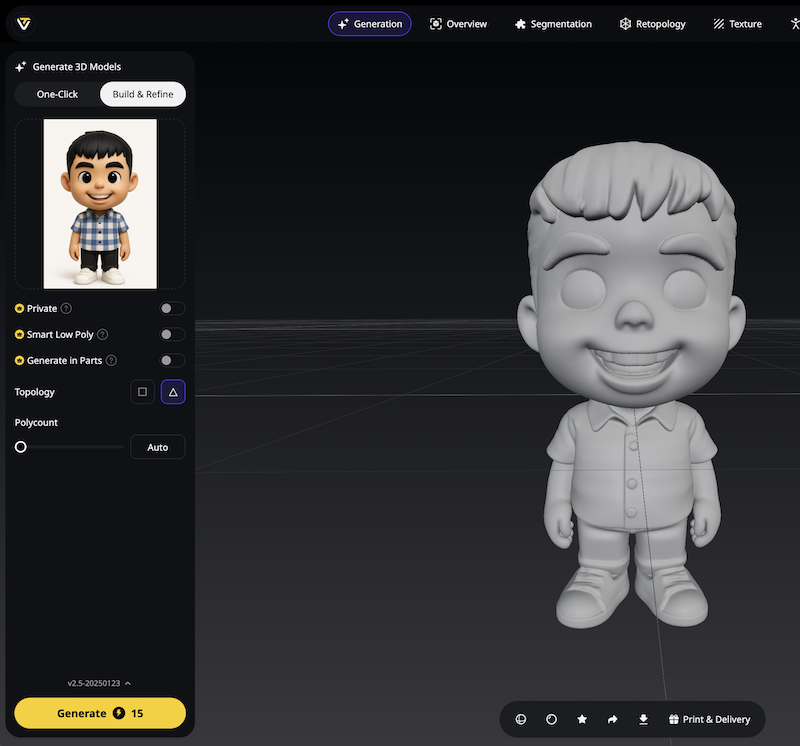 Generation
Overview
Segmentation
Retopology
Texture
Generate 3D Models
One-Click
Build & Refine
Private ?
Smart Low Poly ?
Generate in Parts ?
Topology
Polycount
Auto
v2.5-20250123
Generate 15
Print & Delivery